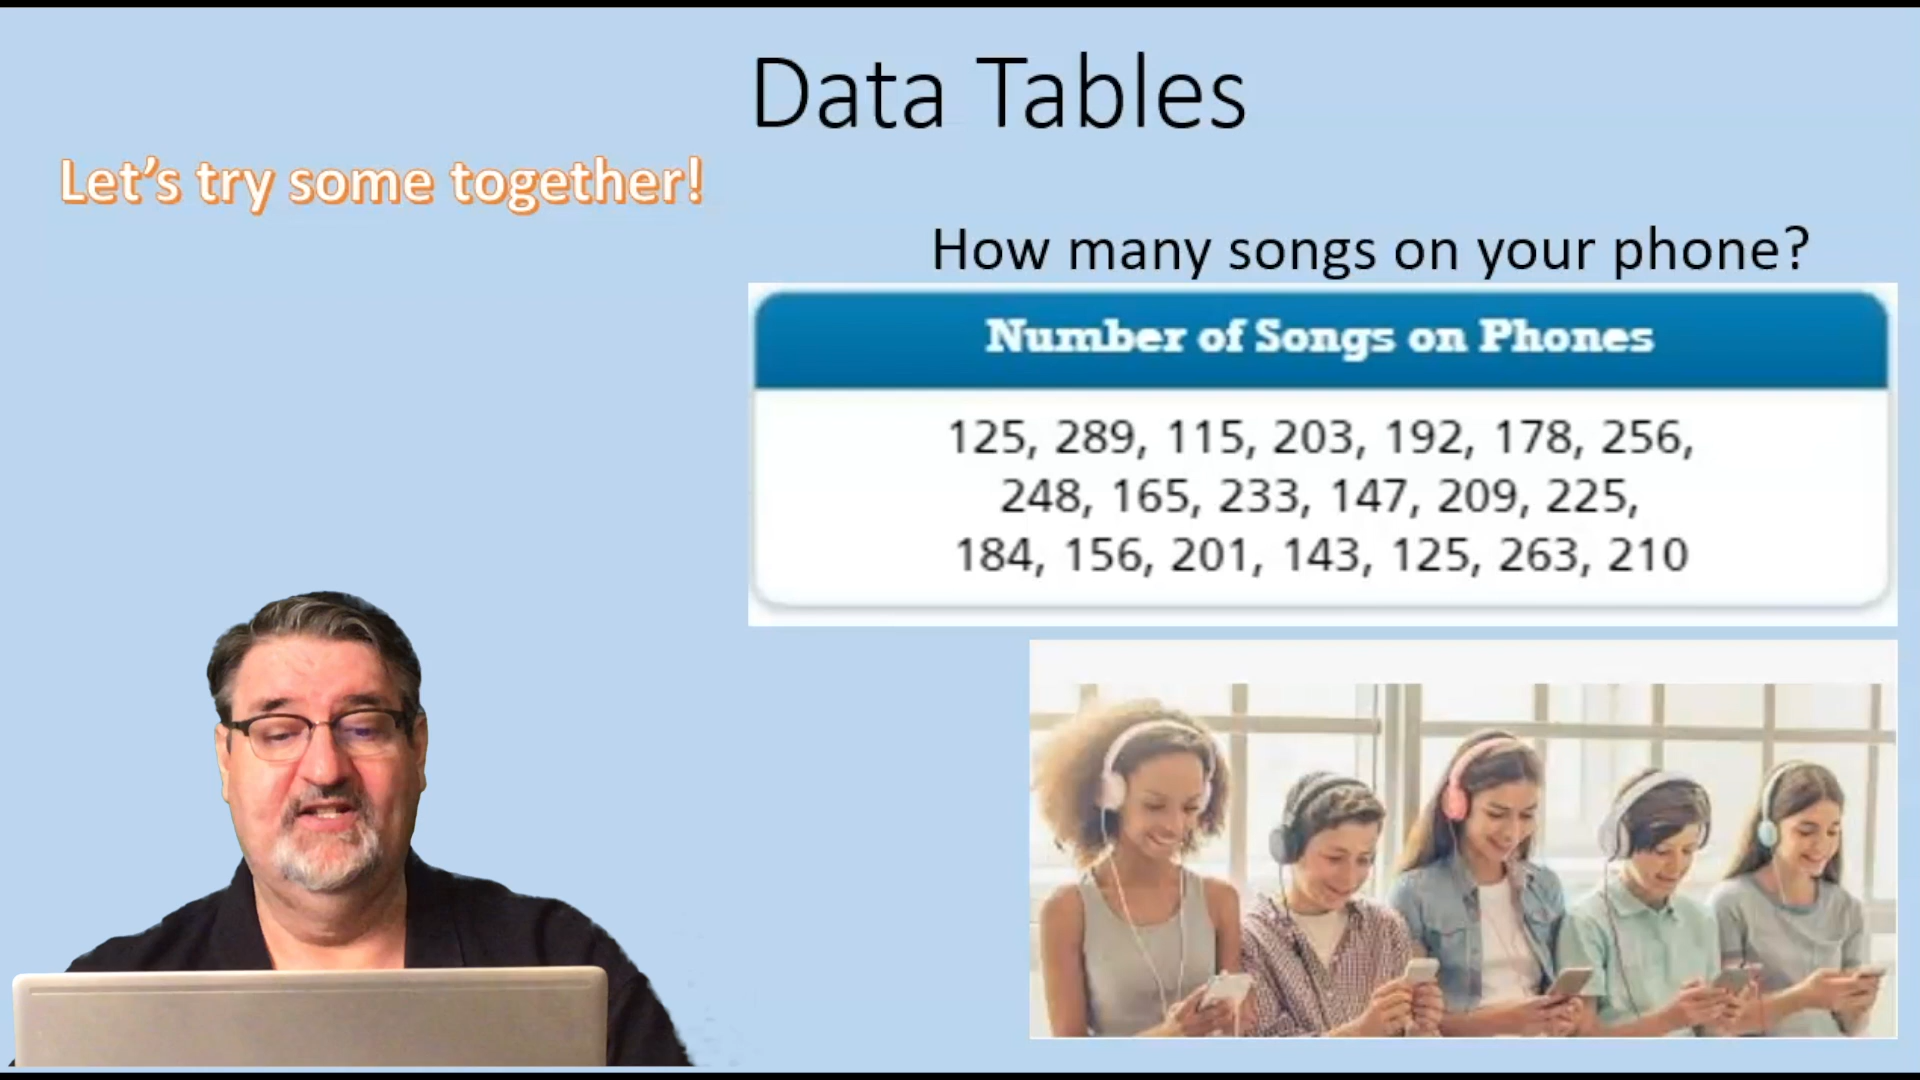 Data Tables
Let's try some together!
How many songs on your phone?
Number of Songs on Phones
125, 289, 115, 203, 192, 178, 256,
248, 165, 233, 147, 209, 225,
184, 156, 201, 143, 125, 263, 210